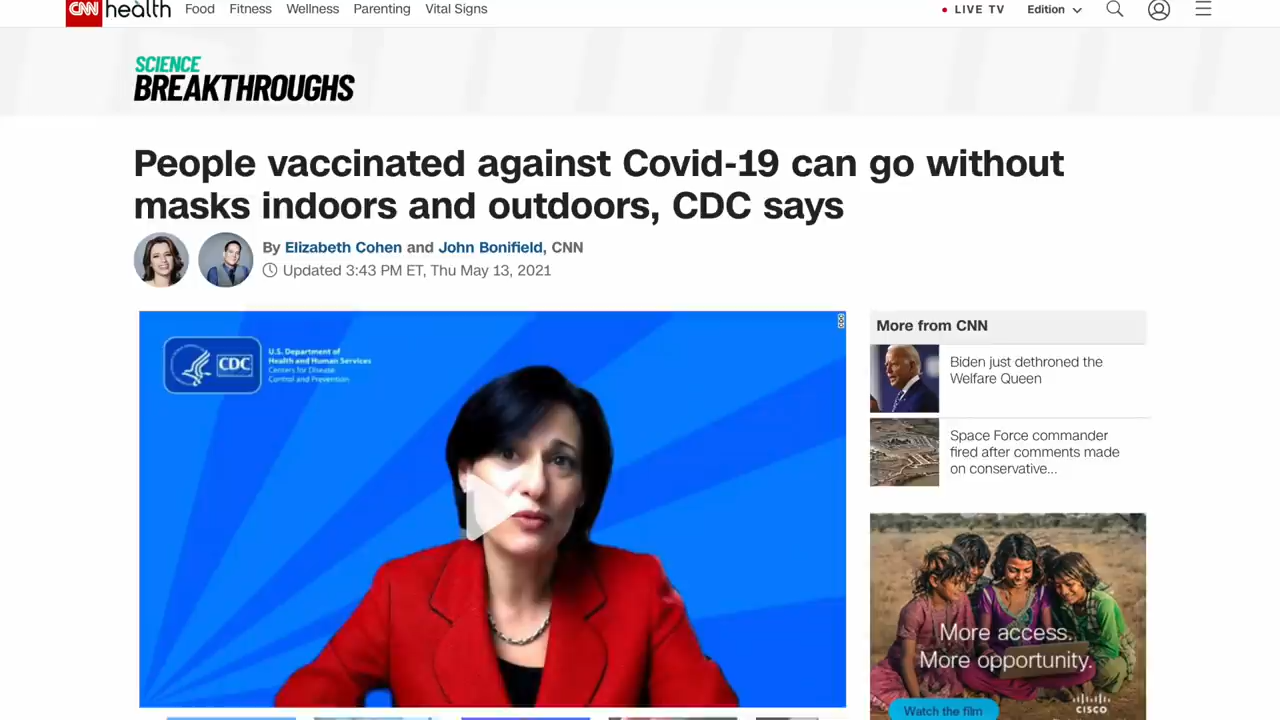 CNN health Food Fitness Wellness Parenting Vital Signs
LIVE TV Edition
SCIENCE
BREAKTHROUGHS
People vaccinated against Covid-19 can go without
masks indoors and outdoors, CDC says
By Elizabeth Cohen and John Bonifield, CNN
Updated 3:43 PM ET, Thu May 13, 2021
CDC
U.S. Department of
Health and Human Services
Centers for Disease
Control and Prevention
CDC
More from CNN
Biden just dethroned the
Welfare Queen
Space Force commander
fired after comments made
on conservative...
More access.
More opportunity.
CISCO
Watch the film